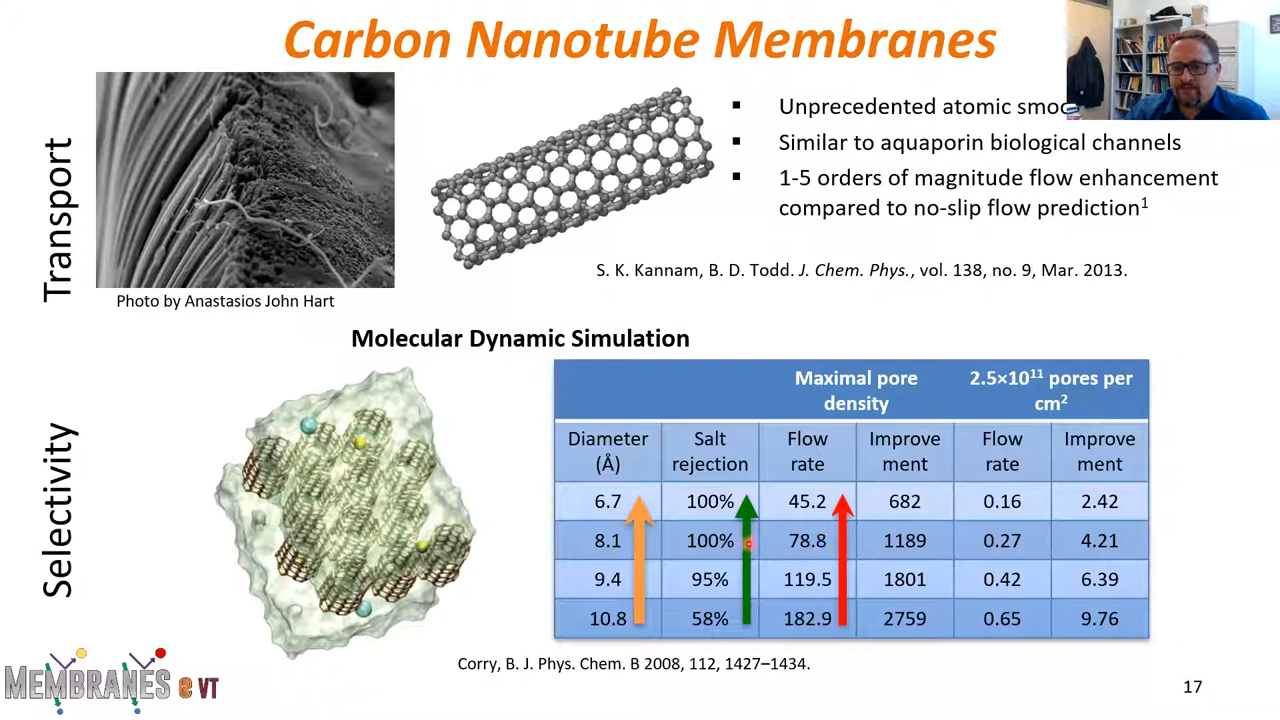 Carbon Nanotube Membranes
Transport
Photo by Anastasios John Hart
▪ Unprecedented atomic
▪ Similar to aquaporin biological channels
▪ 1-5 orders of magnitude flow enhancement
compared to no-slip flow prediction¹
S. K. Kannam, B. D. Todd. J. Chem. Phys., vol. 138, no. 9, Mar. 2013.
Selectivity
Molecular Dynamic Simulation
Maximal pore density 2.5×10¹¹ pores per cm²
Diameter (Å) Salt rejection Flow rate Improve ment Flow rate Improve ment
6.7 100% 45.2 682 0.16 2.42
8.1 100% 78.8 1189 0.27 4.21
9.4 95% 119.5 1801 0.42 6.39
10.8 58% 182.9 2759 0.65 9.76
Corry, B. J. Phys. Chem. B 2008, 112, 1427–1434.
MEMBRANES @ VT
17